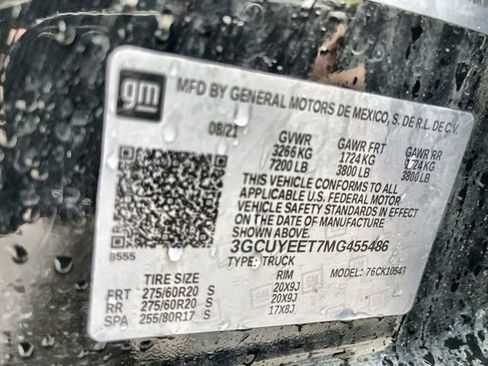 gm
MFD BY GENERAL MOTORS DE MEXICO, S. DE R.L. DE C.V.
08/21 GVWR GAWR FRT GAWR RR
3266 KG 1724 KG 1724 KG
7200 LB 3800 LB 3800 LB
THIS VEHICLE CONFORMS TO ALL
APPLICABLE U.S. FEDERAL MOTOR
VEHICLE SAFETY STANDARDS IN EFFECT
ON THE DATE OF MANUFACTURE
SHOWN ABOVE.
3GCUYEET7MG455496
8555 TYPE: TRUCK MODEL: 76CK10543
TIRE SIZE RIM
FRT 275/60R20 S 20X9J
RR 275/60R20 S 20X9J
SPA 255/80R17 S 17X8J